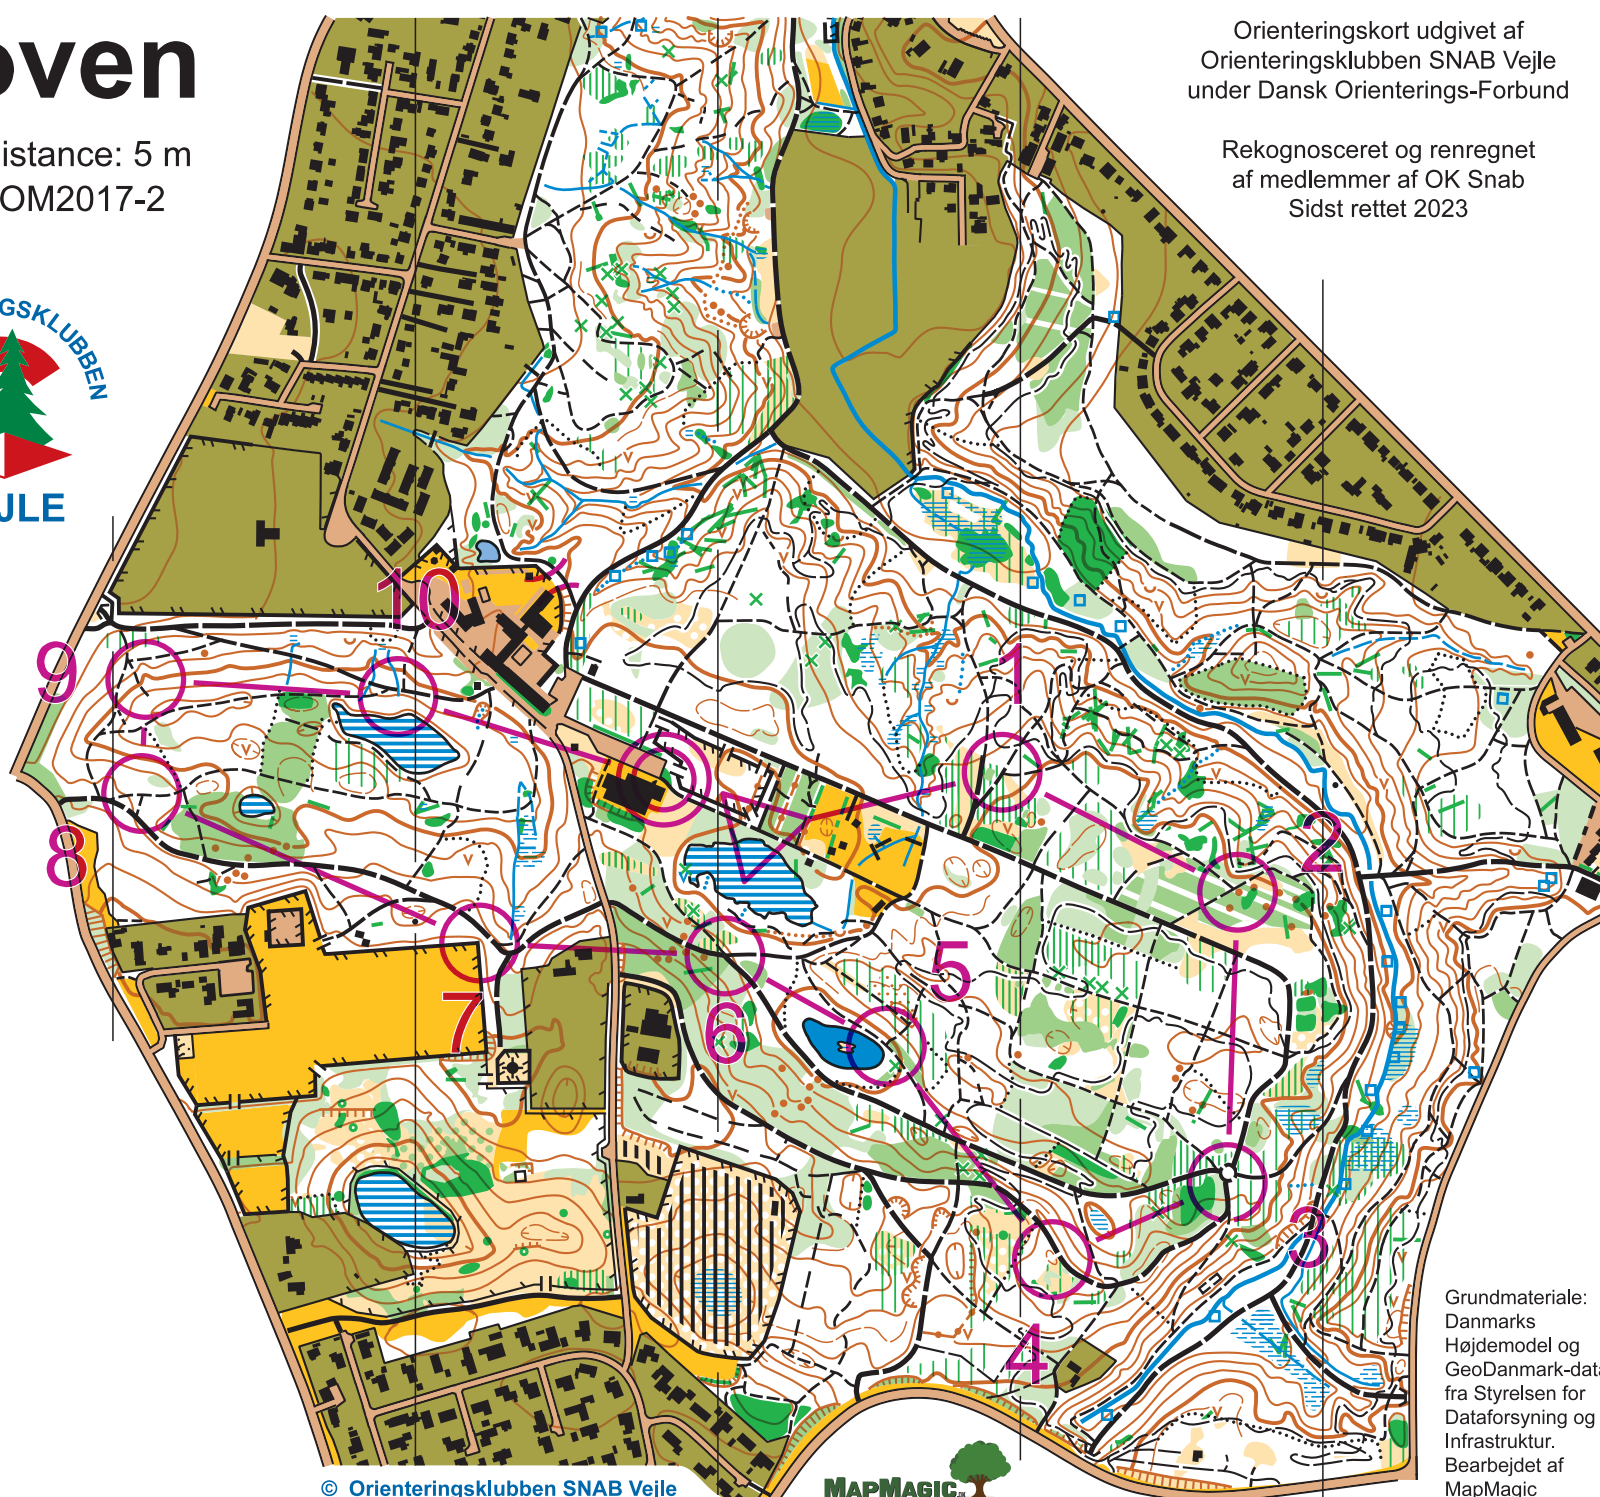 oven
istance: 5 m
OM2017-2
GSKLUBBEN
JLE
Orienteringskort udgivet af
Orienteringsklubben SNAB Vejle
under Dansk Orienterings-Forbund
Rekognosceret og renregnet
af medlemmer af OK Snab
Sidst rettet 2023
10
9
1
8
2
7
5
6
3
4
Grundmateriale:
Danmarks
Højdemodel og
GeoDanmark-data
fra Styrelsen for
Dataforsyning og
Infrastruktur.
Bearbejdet af
MapMagic
© Orienteringsklubben SNAB Vejle
MAPMAGIC